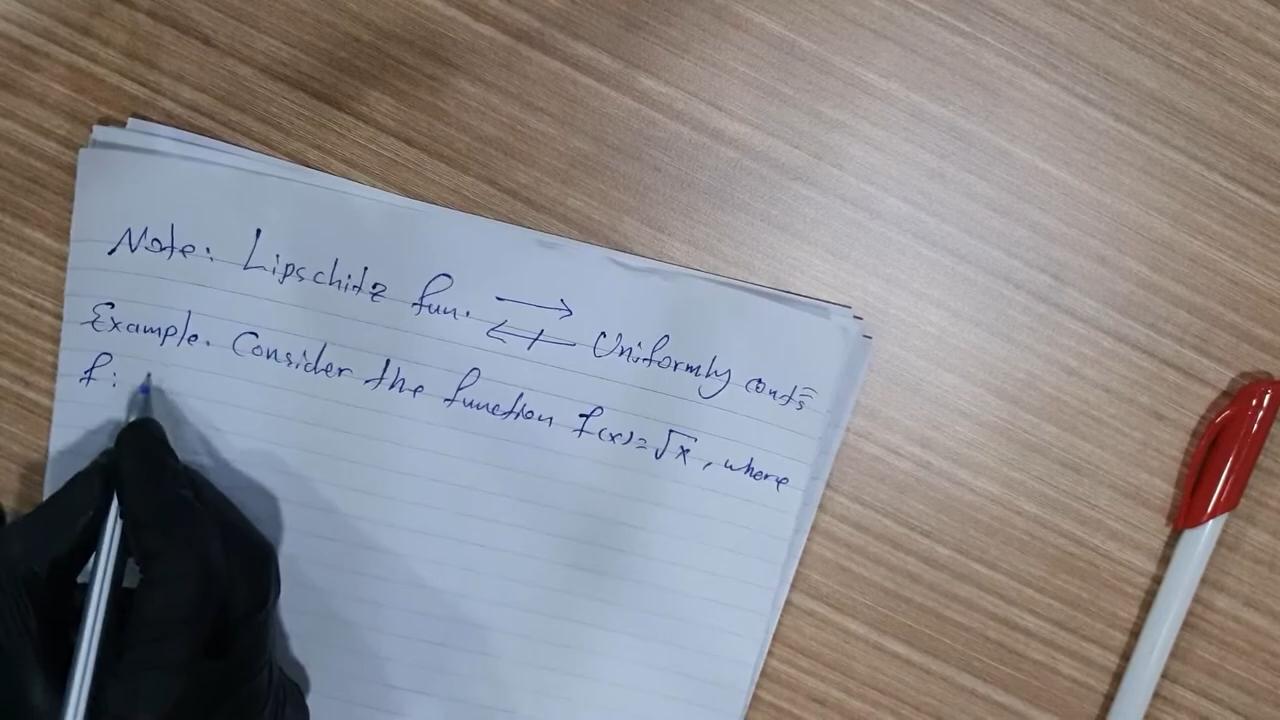 Note: Lipschitz fun. → ↚ Uniformly conts
Example. Consider the function f(x)=√x, where
f: